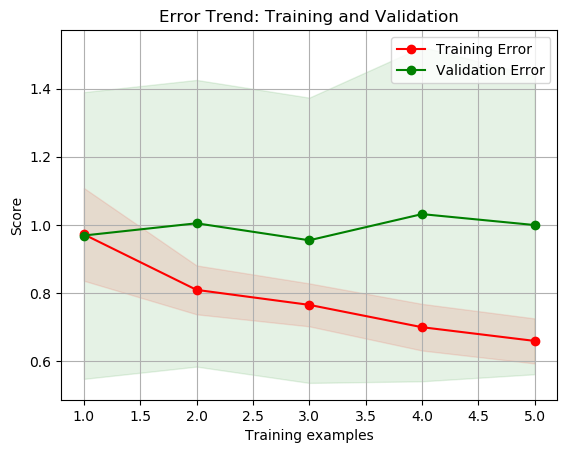 Error Trend: Training and Validation
Training Error
Validation Error
Score
1.4
1.2
1.0
0.8
0.6
1.0 1.5 2.0 2.5 3.0 3.5 4.0 4.5 5.0
Training examples